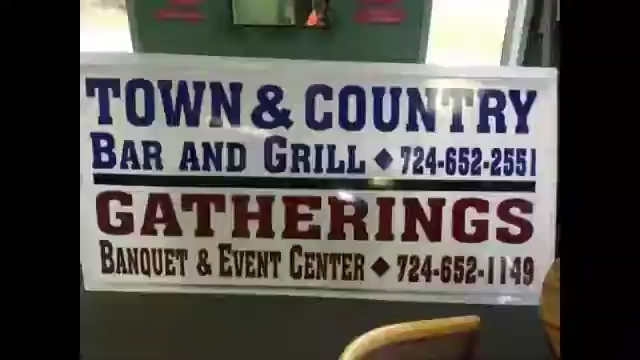 TOWN & COUNTRY
BAR AND GRILL ◆ 724-652-2551
GATHERINGS
BANQUET & EVENT CENTER ◆ 724-652-1149